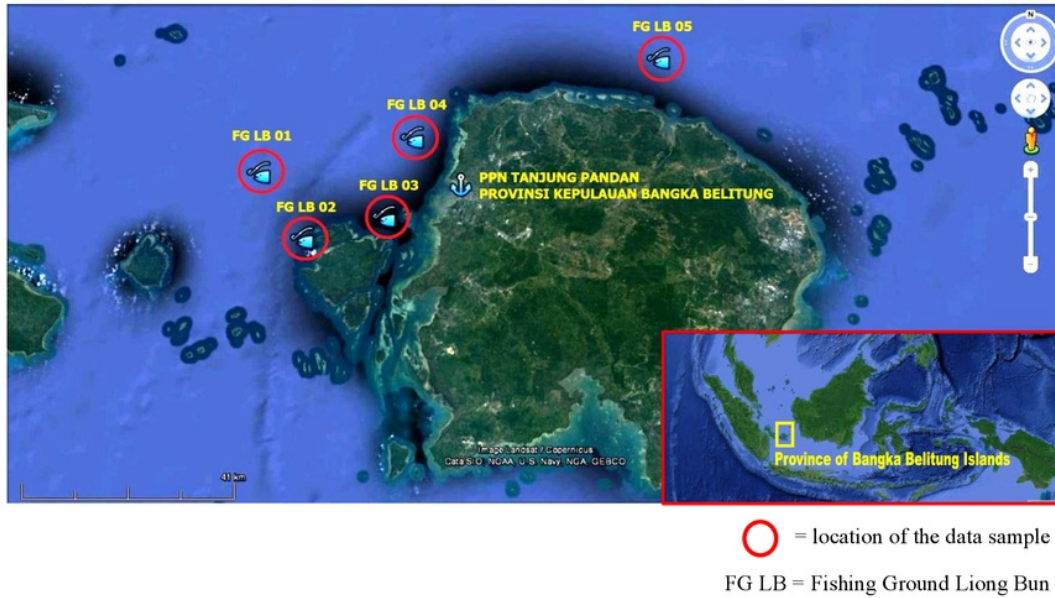 FG LB 05
N
FG LB 04
FG LB 01
PPN TANJUNG PANDAN
PROVINSI KEPULAUAN BANGKA BELITUNG
FG LB 03
FG LB 02
Image Landsat / Copernicus
Data SIO, NOAA, U.S. Navy, NGA, GEBCO
41 km
Province of Bangka Belitung Islands
= location of the data sample
FG LB = Fishing Ground Liong Bun